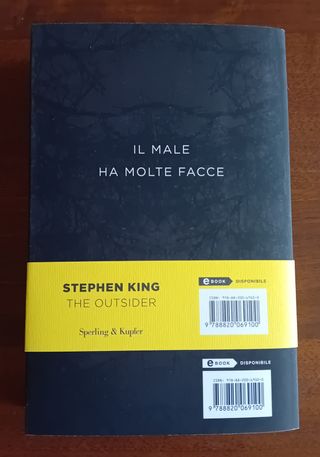 IL MALE
HA MOLTE FACCE
STEPHEN KING
THE OUTSIDER
Sperling & Kupfer
eBOOK DISPONIBILE
9 788820 069100
eBOOK DISPONIBILE
9 788820 069100